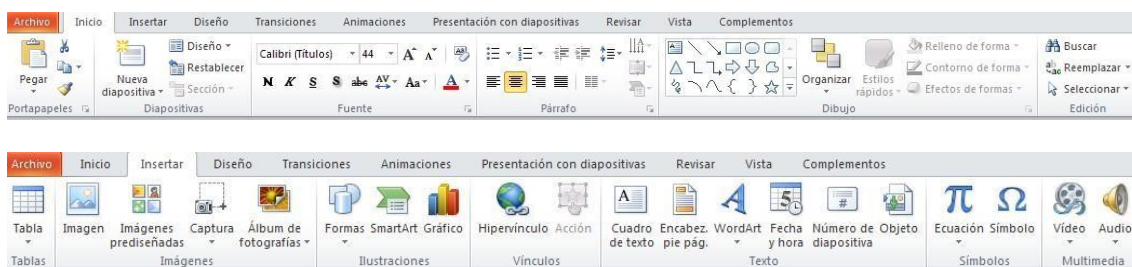 Archivo Inicio Insertar Diseño Transiciones Animaciones Presentación con diapositivas Revisar Vista Complementos
Pegar
Nueva diapositiva
Diseño
Restablecer
Sección
Calibri (Títulos) 44 A A
N K S S abe AV Aa A
Organizar
Estilos rápidos
Relleno de forma
Contorno de forma
Efectos de formas
Buscar
Reemplazar
Seleccionar
Portapapeles Diapositivas Fuente Párrafo Dibujo Edición
Archivo Inicio Insertar Diseño Transiciones Animaciones Presentación con diapositivas Revisar Vista Complementos
Tabla Imagen Imágenes Captura Álbum de Formas SmartArt Gráfico Hipervínculo Acción Cuadro Encabez. WordArt Fecha Número de Objeto Ecuación Símbolo Vídeo Audio
prediseñadas fotografías de texto pie pág. y hora diapositiva
Tablas Imágenes Ilustraciones Vínculos Texto Símbolos Multimedia